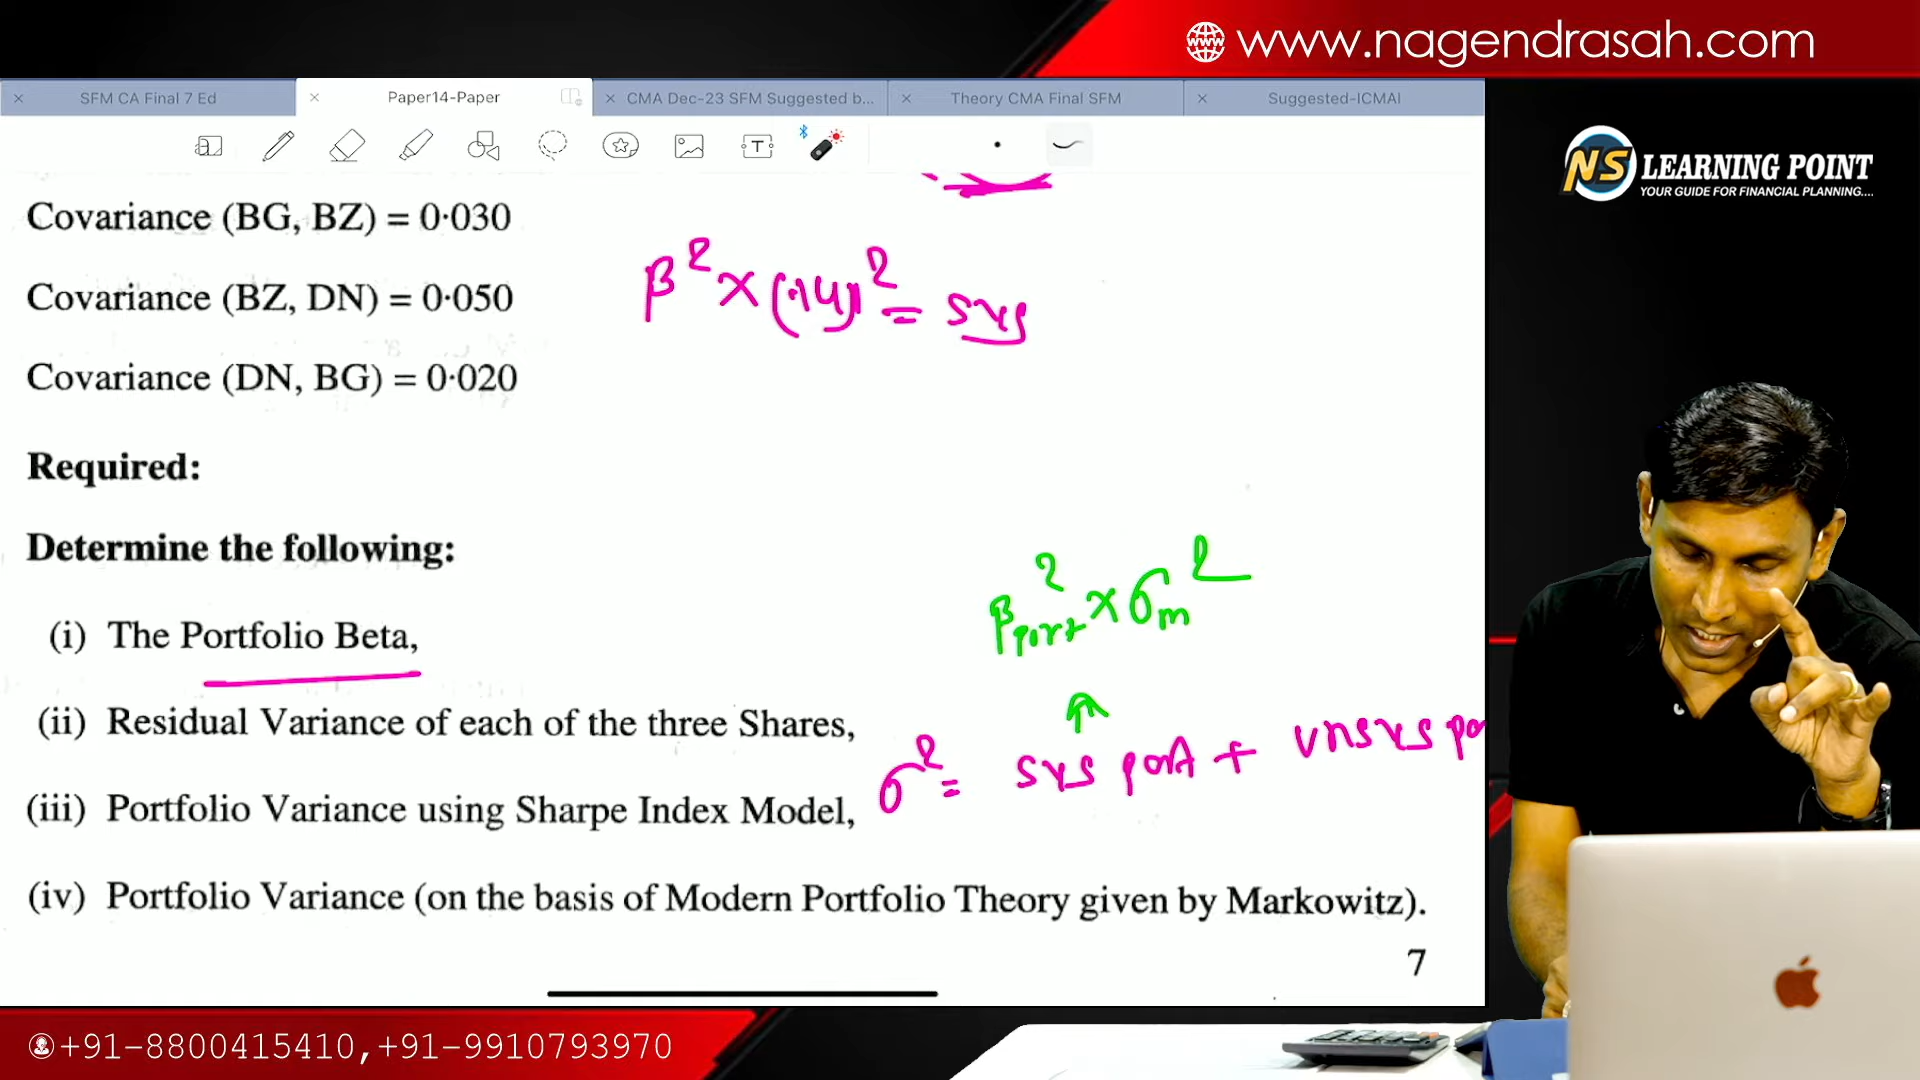 www.nagendrasah.com
SFM CA Final 7 Ed
Paper14-Paper
CMA Dec-23 SFM Suggested b...
Theory CMA Final SFM
Suggested-ICMAI
NS LEARNING POINT
YOUR GUIDE FOR FINANCIAL PLANNING....
Covariance (BG, BZ) = 0·030
β² × (.14)² = sys
Covariance (BZ, DN) = 0·050
Covariance (DN, BG) = 0·020
Required:
Determine the following:
β²port × σm²
(i) The Portfolio Beta,
(ii) Residual Variance of each of the three Shares,
σ² = sys port + unsys po
(iii) Portfolio Variance using Sharpe Index Model,
(iv) Portfolio Variance (on the basis of Modern Portfolio Theory given by Markowitz).
7
+91-8800415410,+91-9910793970